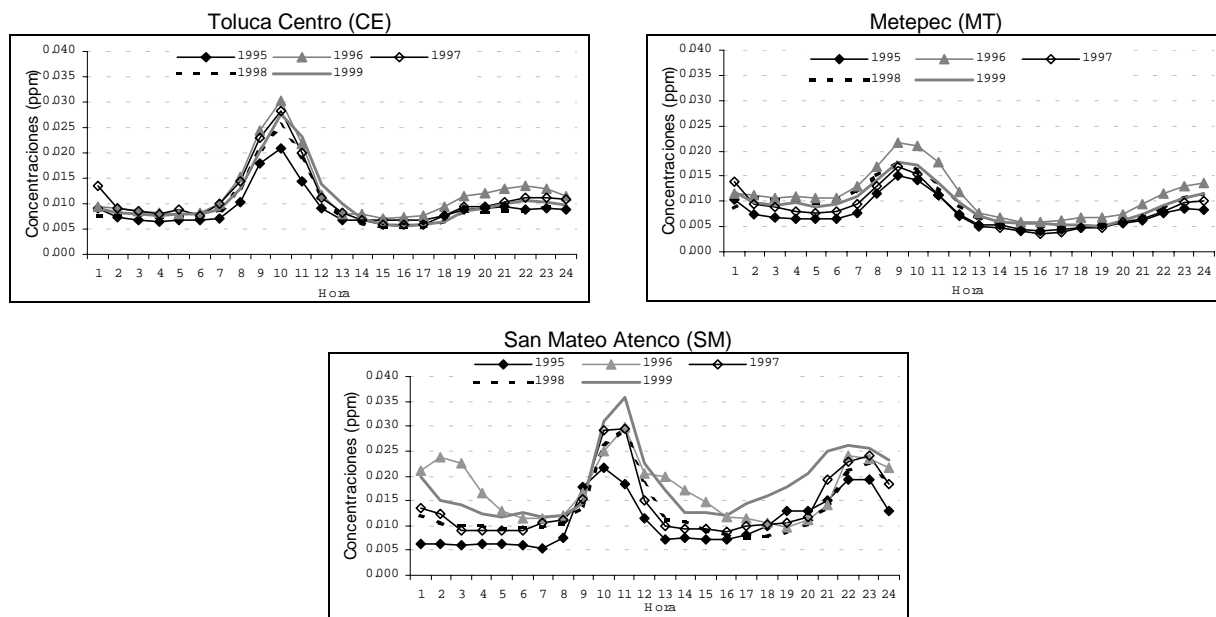 Toluca Centro (CE)
Concentraciones (ppm)
0.040
0.035
0.030
0.025
0.020
0.015
0.010
0.005
0.000
1995 1996 1997
1998 1999
1 2 3 4 5 6 7 8 9 10 11 12 13 14 15 16 17 18 19 20 21 22 23 24
Hora
Metepec (MT)
Concentraciones (ppm)
0.040
0.035
0.030
0.025
0.020
0.015
0.010
0.005
0.000
1995 1996 1997
1998 1999
1 2 3 4 5 6 7 8 9 10 11 12 13 14 15 16 17 18 19 20 21 22 23 24
Hora
San Mateo Atenco (SM)
Concentraciones (ppm)
0.040
0.035
0.030
0.025
0.020
0.015
0.010
0.005
0.000
1995 1996 1997
1998 1999
1 2 3 4 5 6 7 8 9 10 11 12 13 14 15 16 17 18 19 20 21 22 23 24
Hora